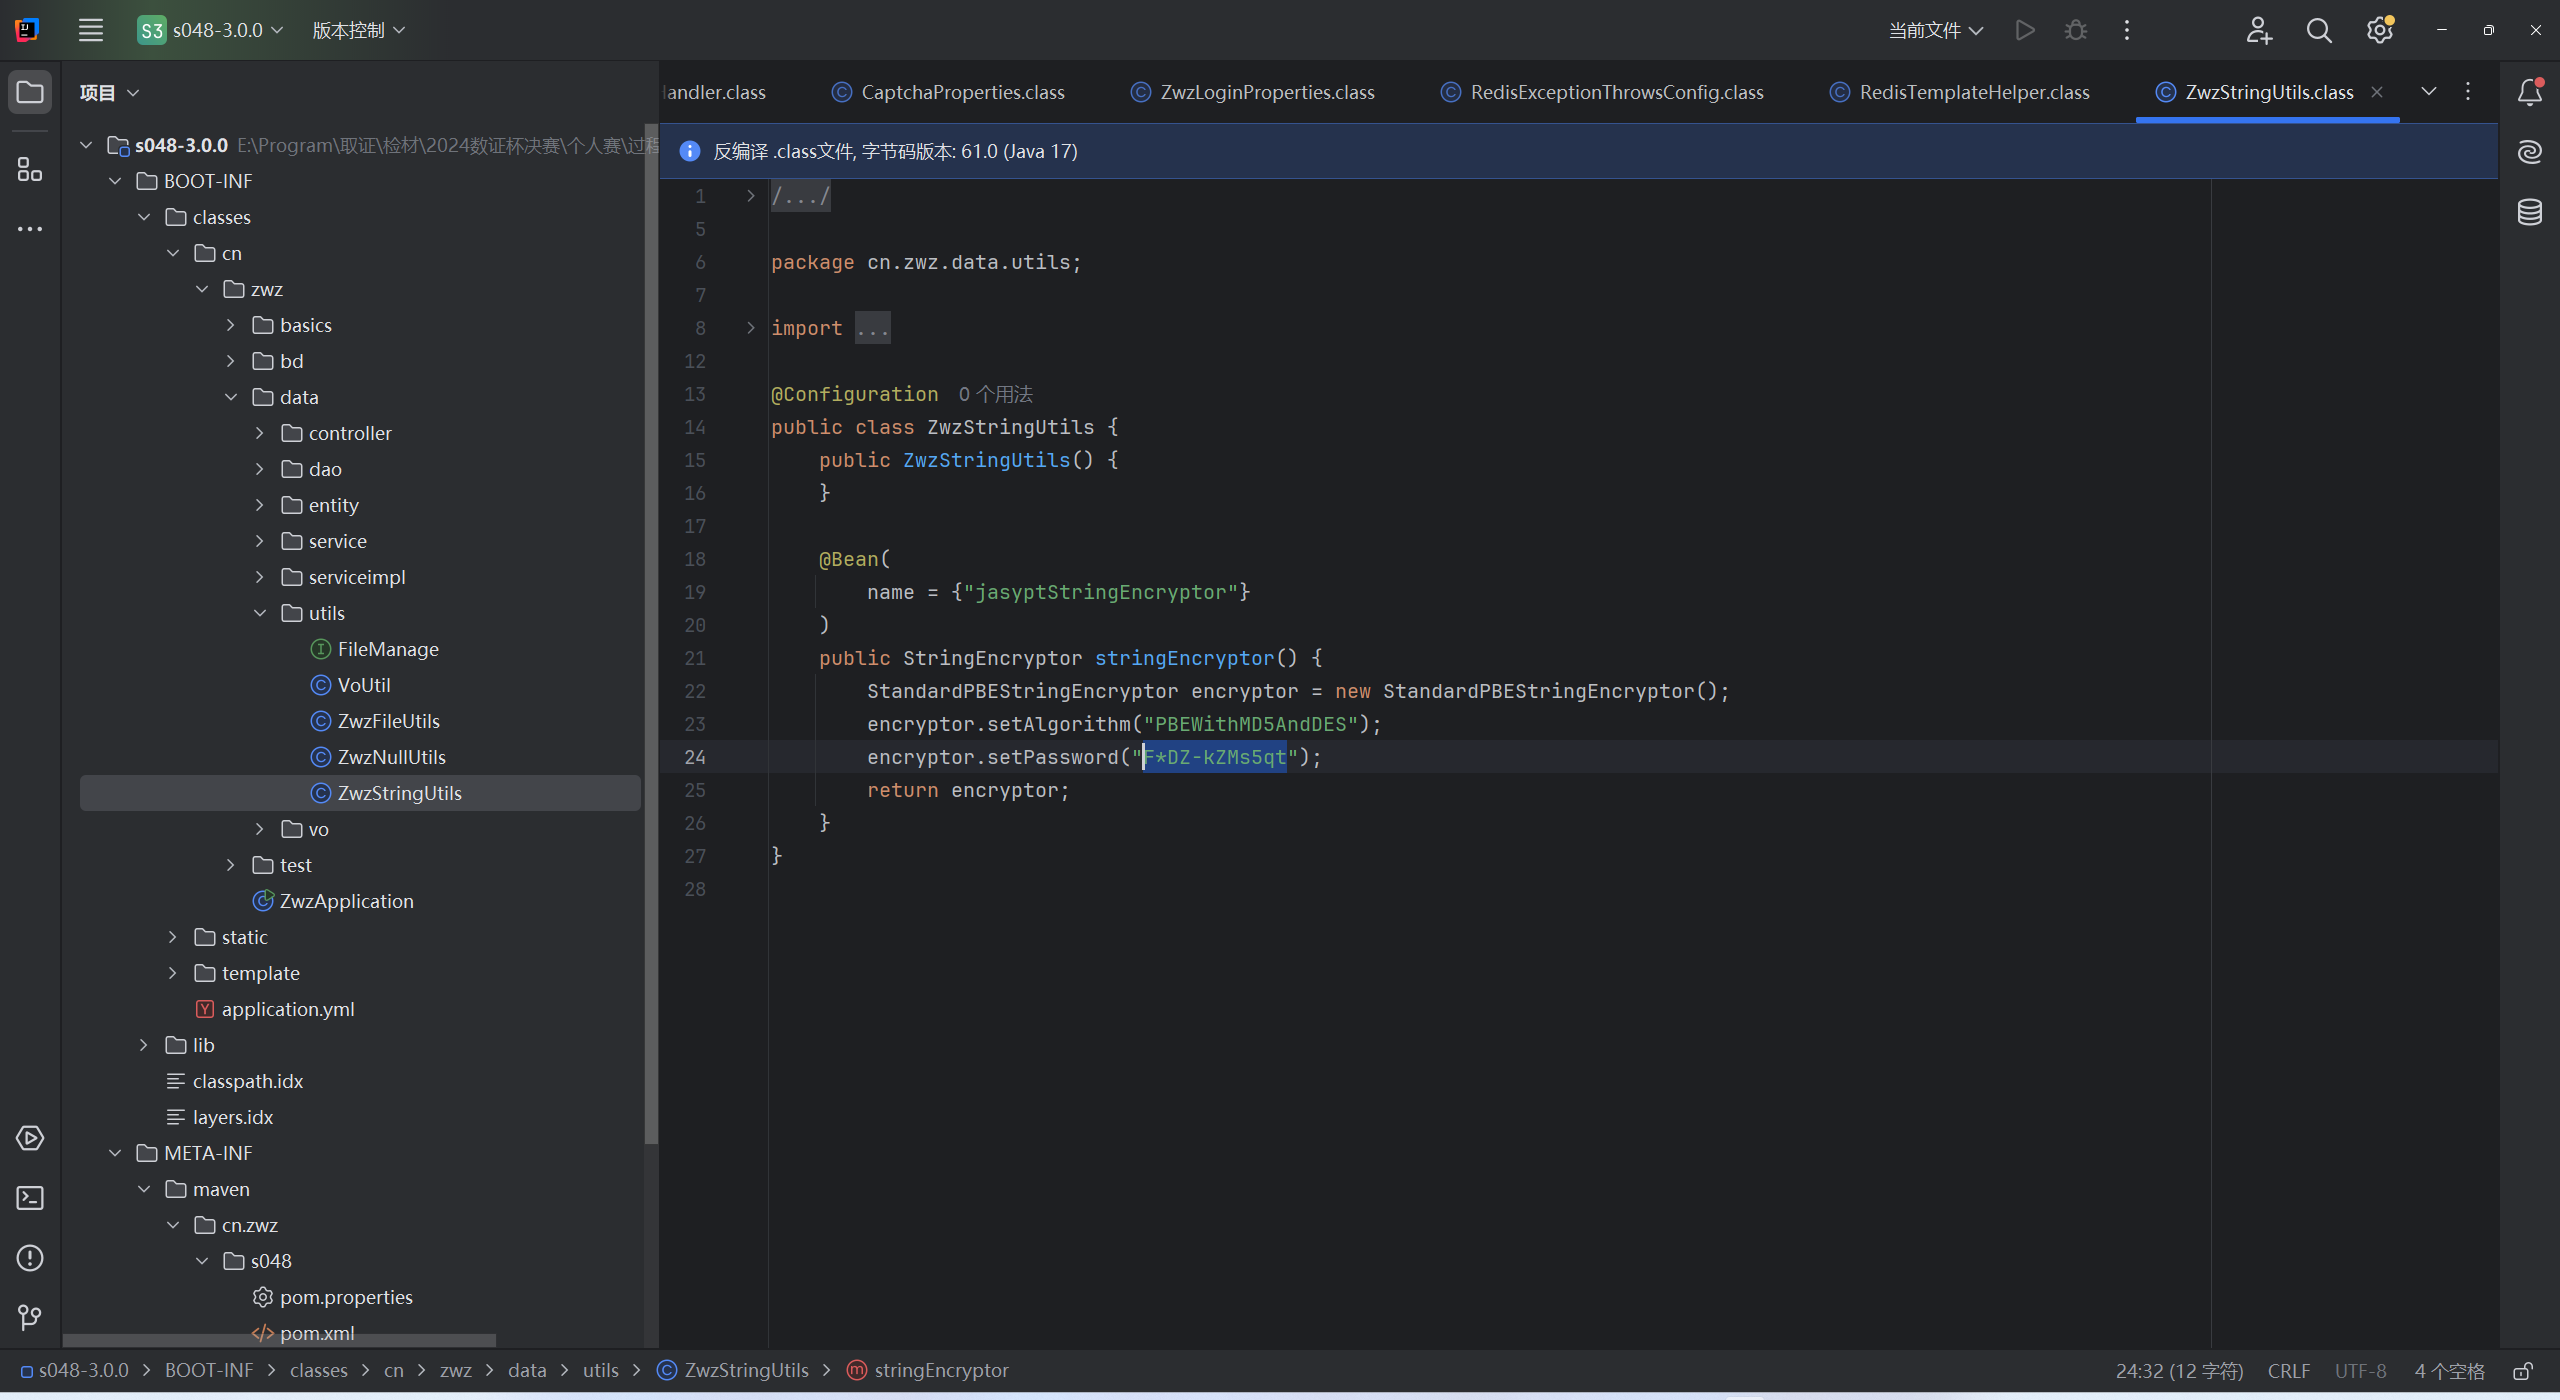 S3 s048-3.0.0 版本控制 当前文件
项目
s048-3.0.0 E:\Program\取证\检材\2024数证杯决赛\个人赛\过程
BOOT-INF
classes
cn
zwz
basics
bd
data
controller
dao
entity
service
serviceimpl
utils
FileManage
VoUtil
ZwzFileUtils
ZwzNullUtils
ZwzStringUtils
vo
test
ZwzApplication
static
template
application.yml
lib
classpath.idx
layers.idx
META-INF
maven
cn.zwz
s048
pom.properties
pom.xml
andler.class CaptchaProperties.class ZwzLoginProperties.class RedisExceptionThrowsConfig.class RedisTemplateHelper.class ZwzStringUtils.class
反编译 .class文件, 字节码版本: 61.0 (Java 17)
1 /.../
5
6 package cn.zwz.data.utils;
7
8 import ...
12
13 @Configuration 0 个用法
14 public class ZwzStringUtils {
15 public ZwzStringUtils() {
16 }
17
18 @Bean(
19 name = {"jasyptStringEncryptor"}
20 )
21 public StringEncryptor stringEncryptor() {
22 StandardPBEStringEncryptor encryptor = new StandardPBEStringEncryptor();
23 encryptor.setAlgorithm("PBEWithMD5AndDES");
24 encryptor.setPassword("F*DZ-kZMs5qt");
25 return encryptor;
26 }
27 }
28
s048-3.0.0 > BOOT-INF > classes > cn > zwz > data > utils > ZwzStringUtils > stringEncryptor 24:32 (12 字符) CRLF UTF-8 4 个空格